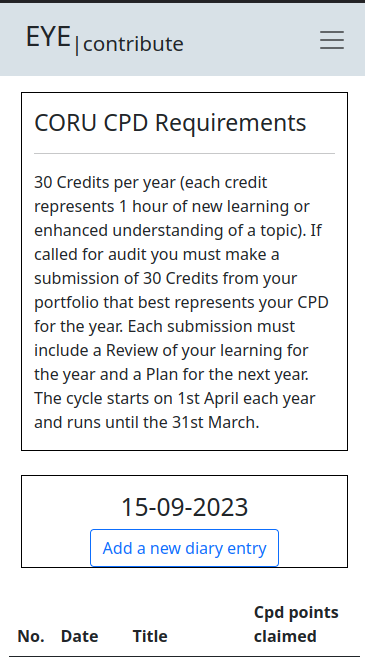 EYE|contribute
CORU CPD Requirements
30 Credits per year (each credit
represents 1 hour of new learning or
enhanced understanding of a topic). If
called for audit you must make a
submission of 30 Credits from your
portfolio that best represents your CPD
for the year. Each submission must
include a Review of your learning for
the year and a Plan for the next year.
The cycle starts on 1st April each year
and runs until the 31st March.
15-09-2023
Add a new diary entry
No. Date Title Cpd points
claimed